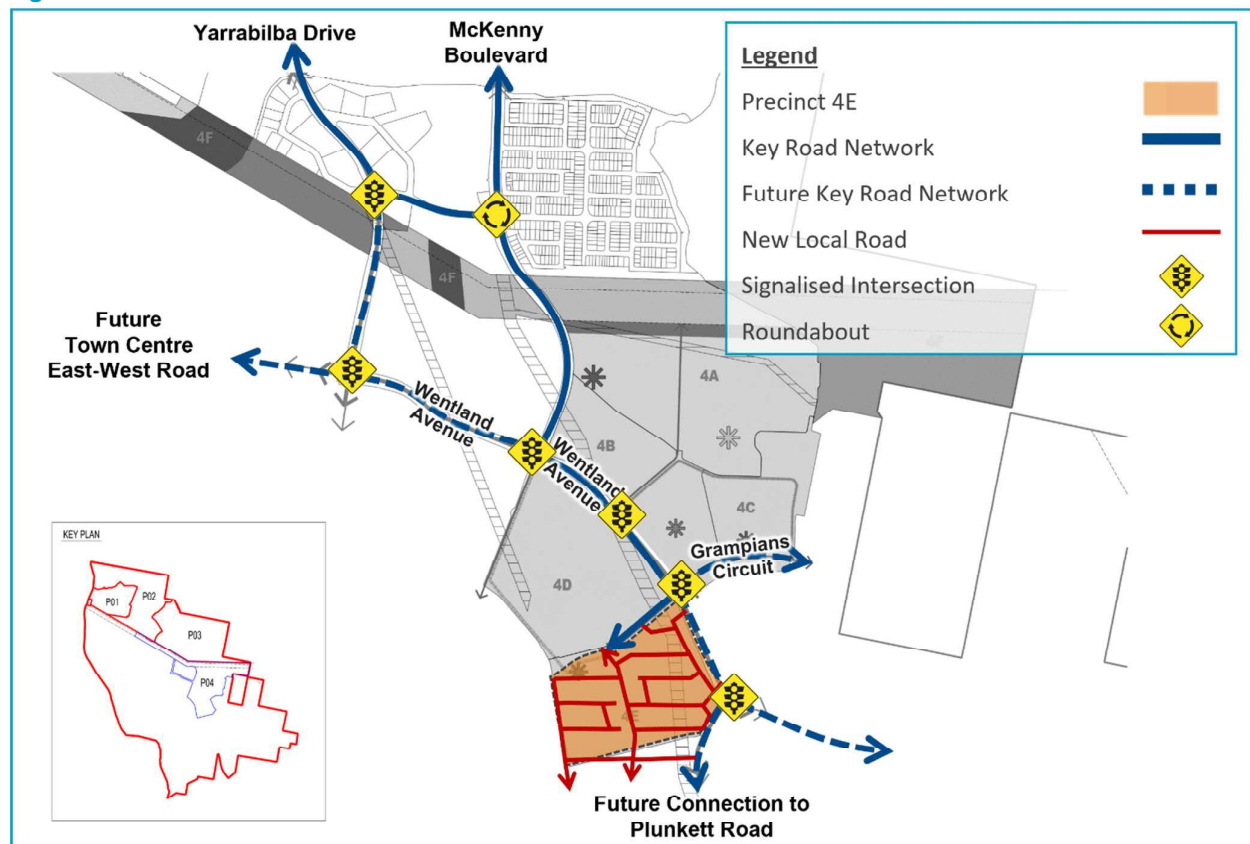 Yarrabilba Drive
McKenny
Boulevard
Legend
Precinct 4E
Key Road Network
Future Key Road Network
New Local Road
Signalised Intersection
Roundabout
4F
4F
4A
4B
4C
4D
4E
Future
Town Centre
East-West Road
Wentland
Avenue
Wentland
Avenue
Grampians
Circuit
Future Connection to
Plunkett Road
KEY PLAN
P01
P02
P03
P04